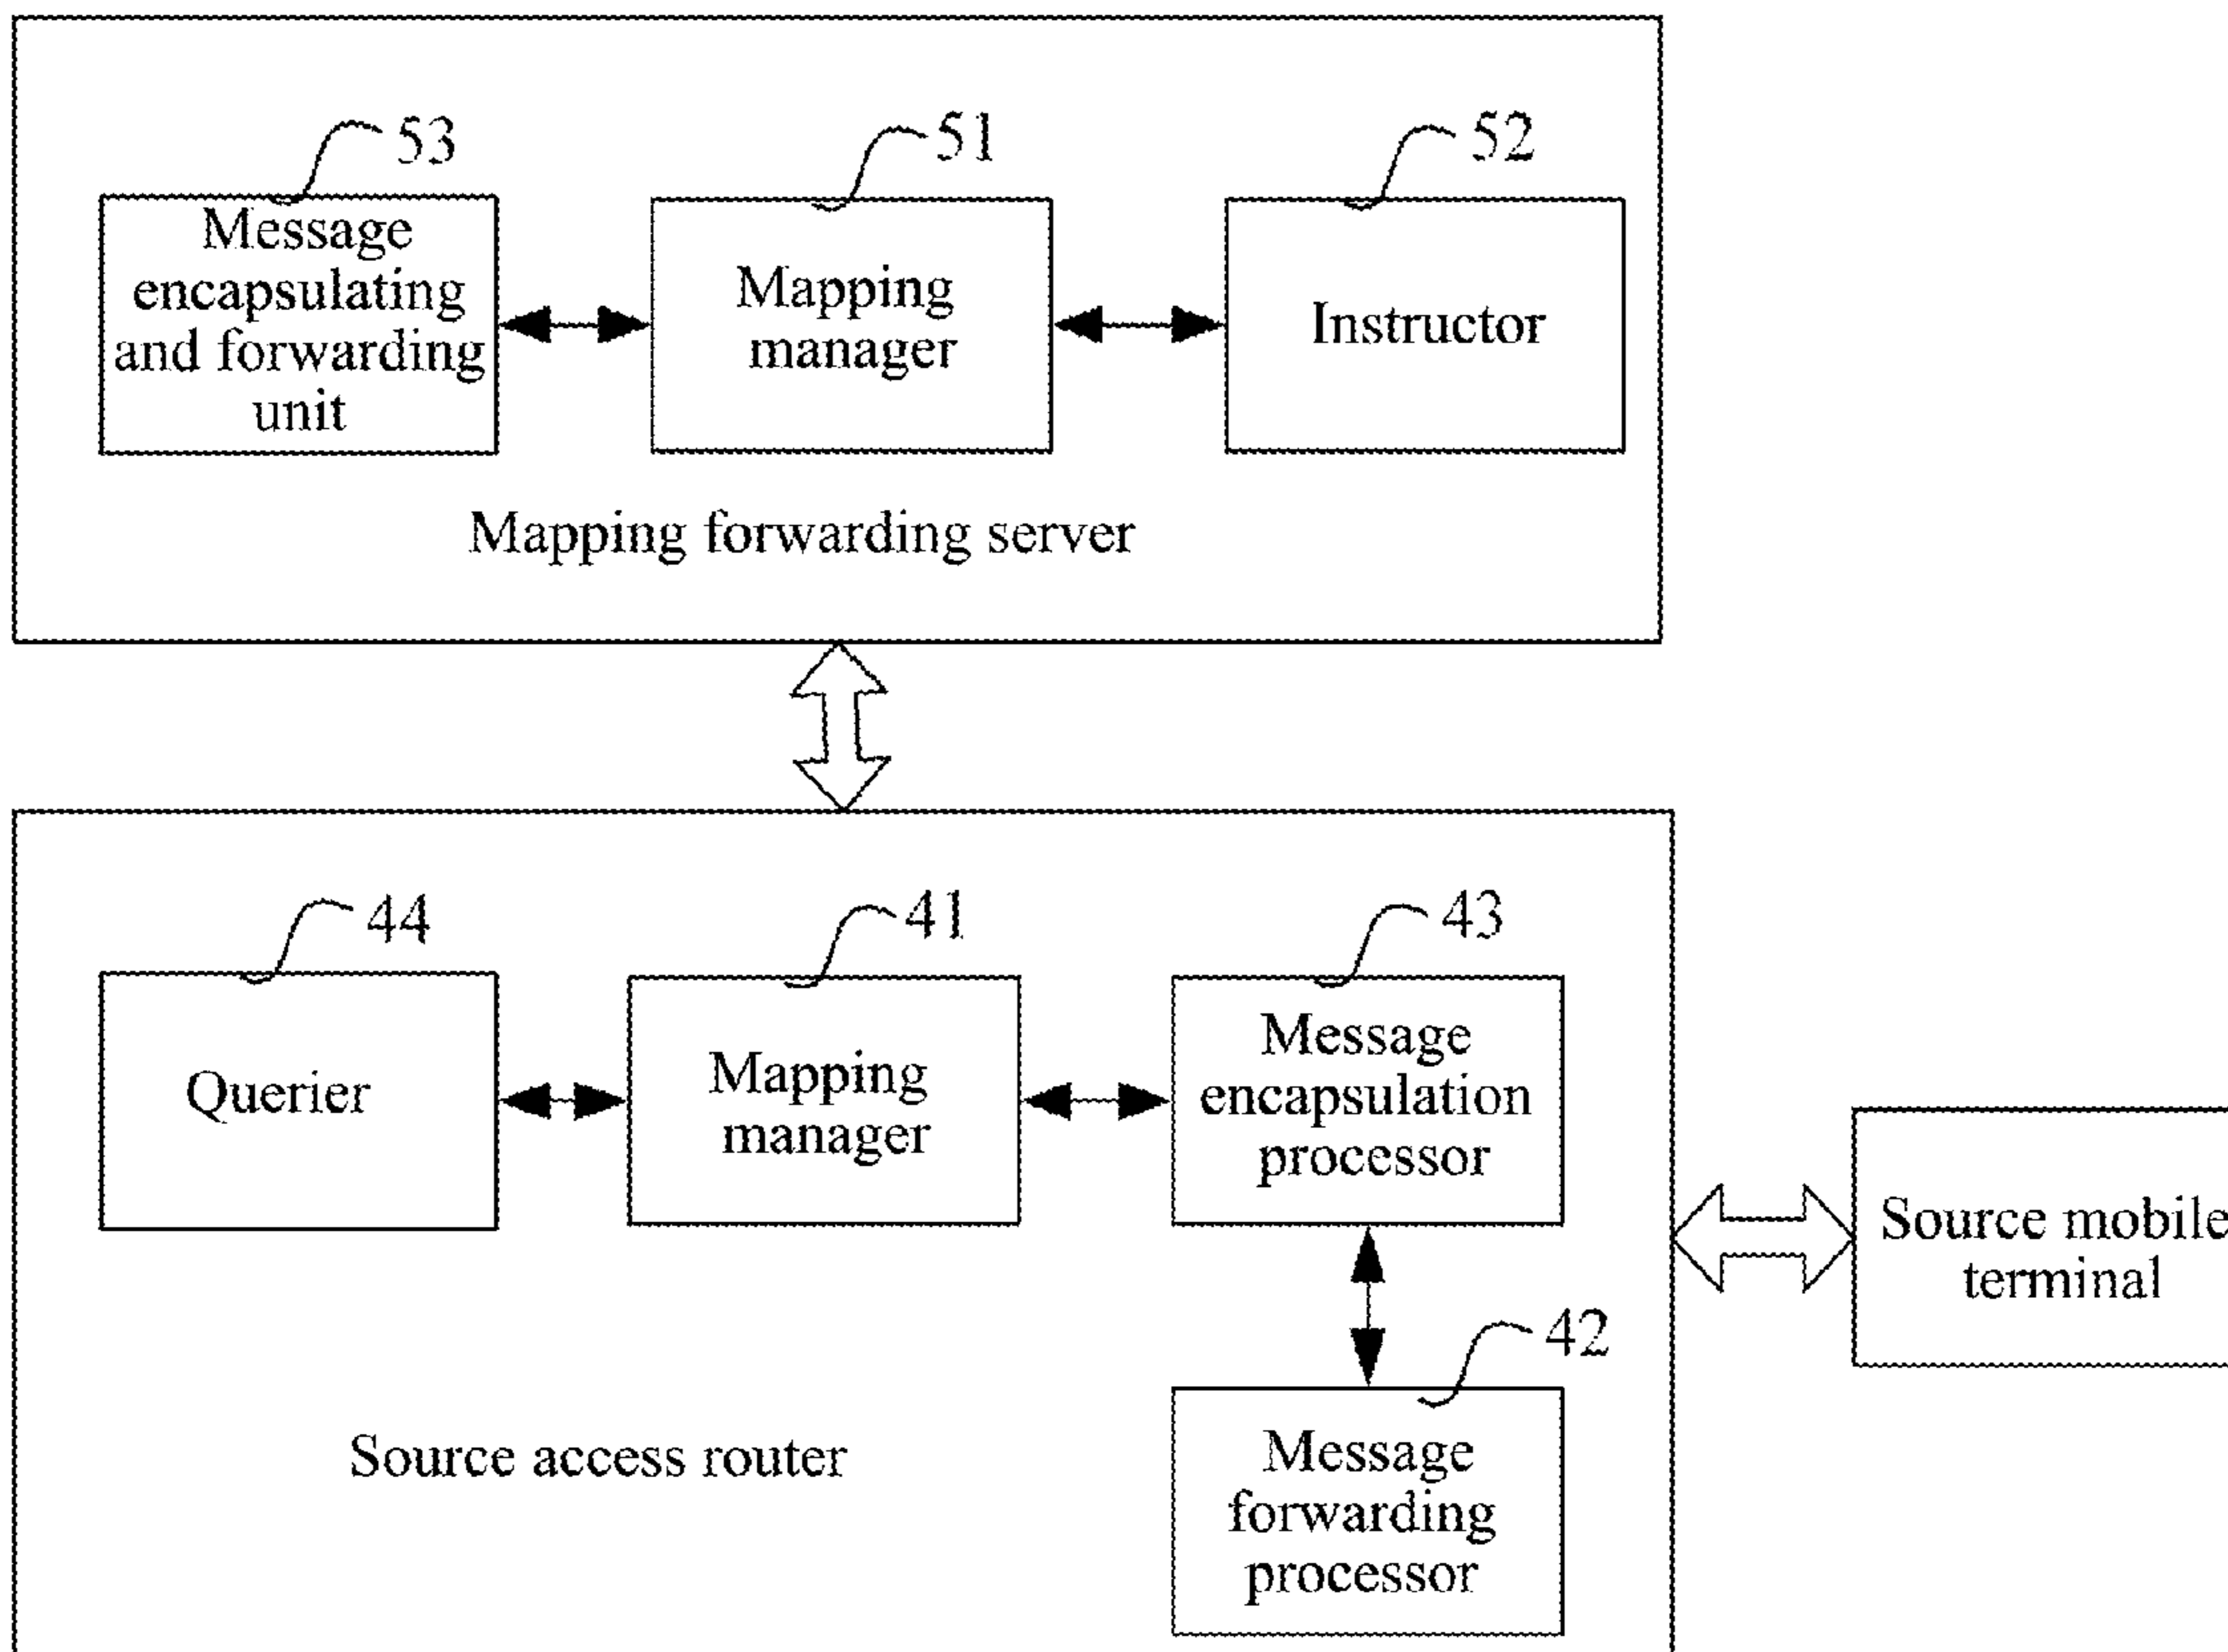 53
51
52
Message
encapsulating
and forwarding
unit
Mapping
manager
Instructor
Mapping forwarding server
44
41
43
Querier
Mapping
manager
Message
encapsulation
processor
Source mobile
terminal
42
Message
forwarding
processor
Source access router